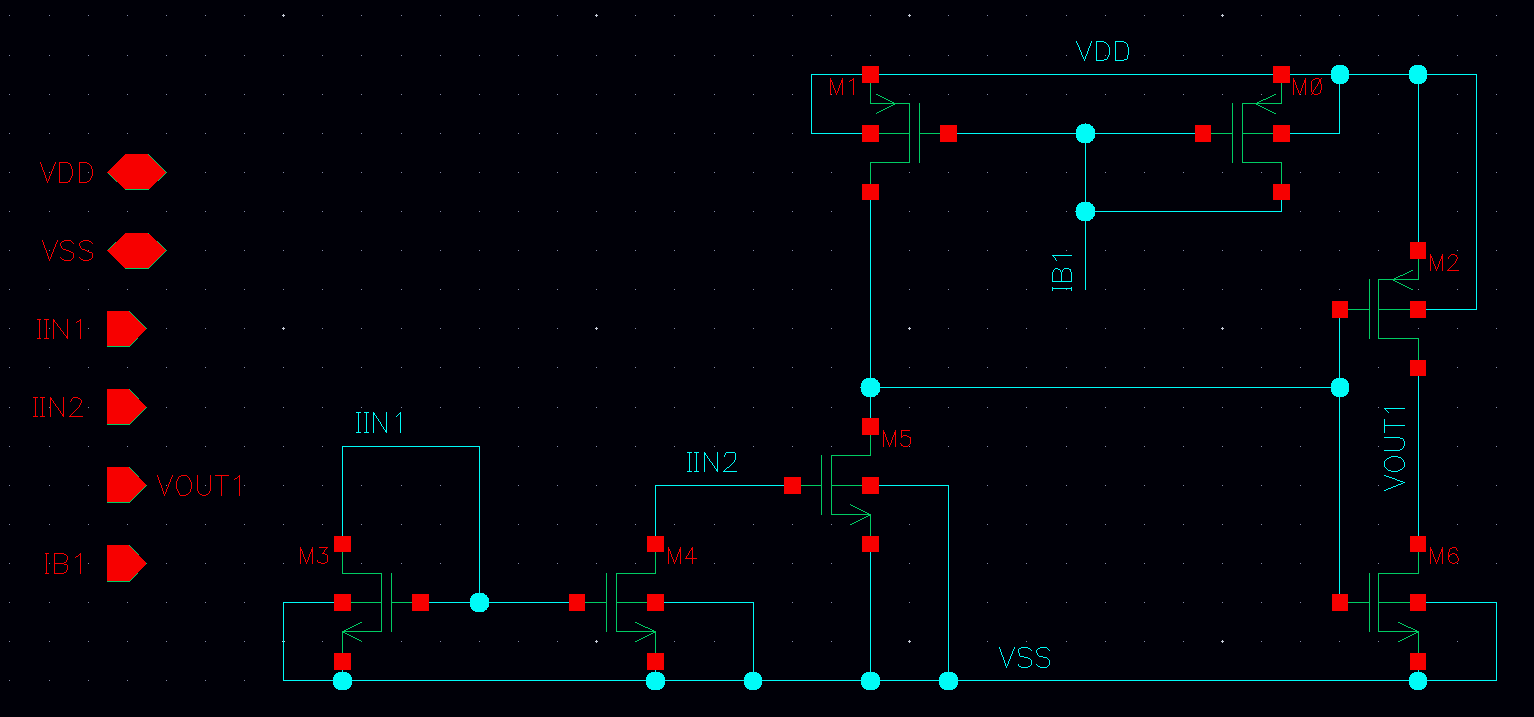 VDD
M1
M0
VDD
VSS
IB1
M2
IIN1
IIN2
IIN1
VOUT1
M5
IIN2
VOUT1
M3
M4
M6
IB1
VSS